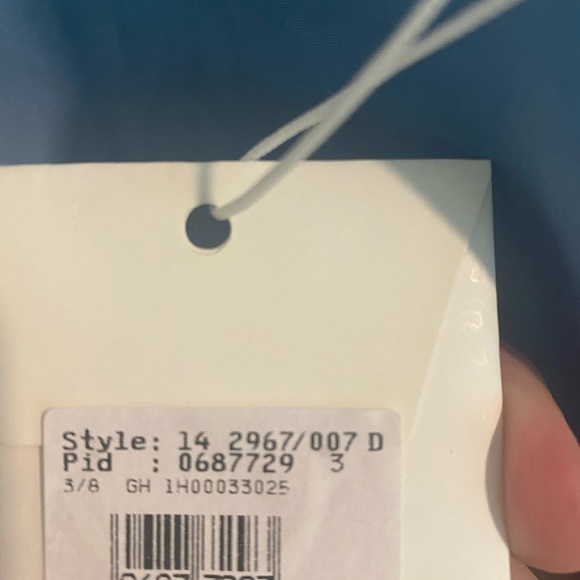 Style: 14 2967/007 D
Pid : 0687729 3
3/8 GH 1H00033025